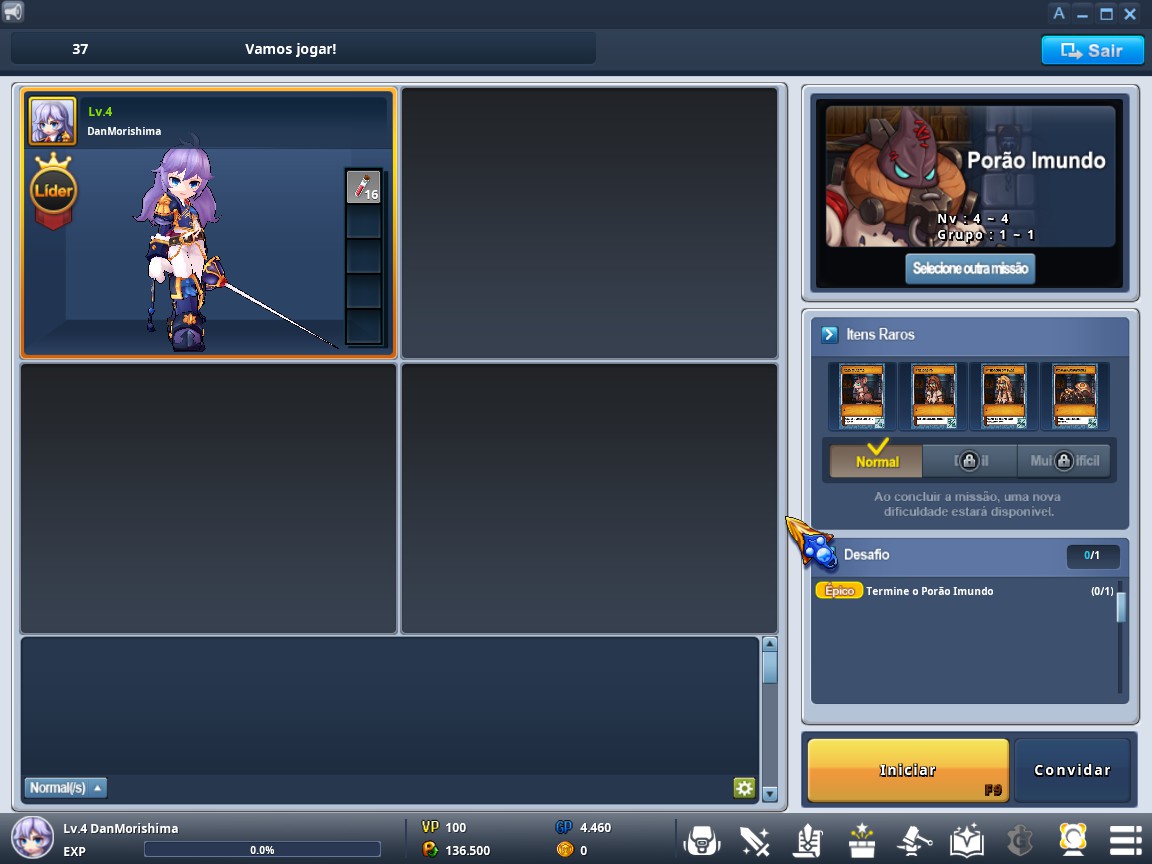 A
37 Vamos jogar!
Sair
Lv.4
DanMorishima
Líder
16
Porão Imundo
Nv : 4 ~ 4
Grupo : 1 ~ 1
Selecione outra missão
Itens Raros
Normal
Ao concluir a missão, uma nova
dificuldade estará disponível.
Desafio 0/1
Épico Termine o Porão Imundo (0/1)
Normal(/s)
Iniciar
F9
Convidar
Lv.4 DanMorishima
EXP 0.0%
VP 100
GP 4.460
136.500
0